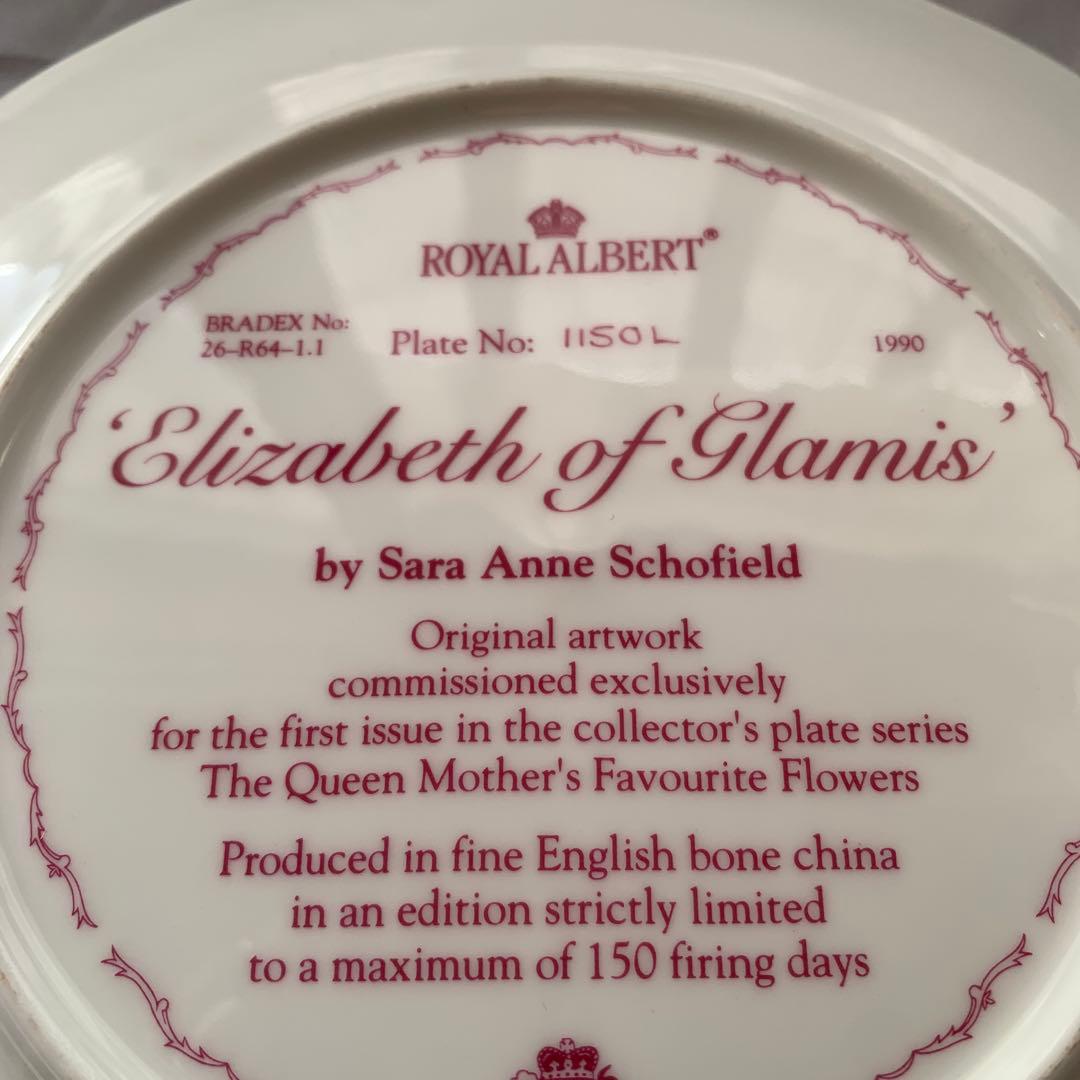 ROYAL ALBERT®
BRADEX No:
26-R64-1.1
Plate No: 1150L
1990
'Elizabeth of Glamis'
by Sara Anne Schofield
Original artwork
commissioned exclusively
for the first issue in the collector's plate series
The Queen Mother's Favourite Flowers
Produced in fine English bone china
in an edition strictly limited
to a maximum of 150 firing days